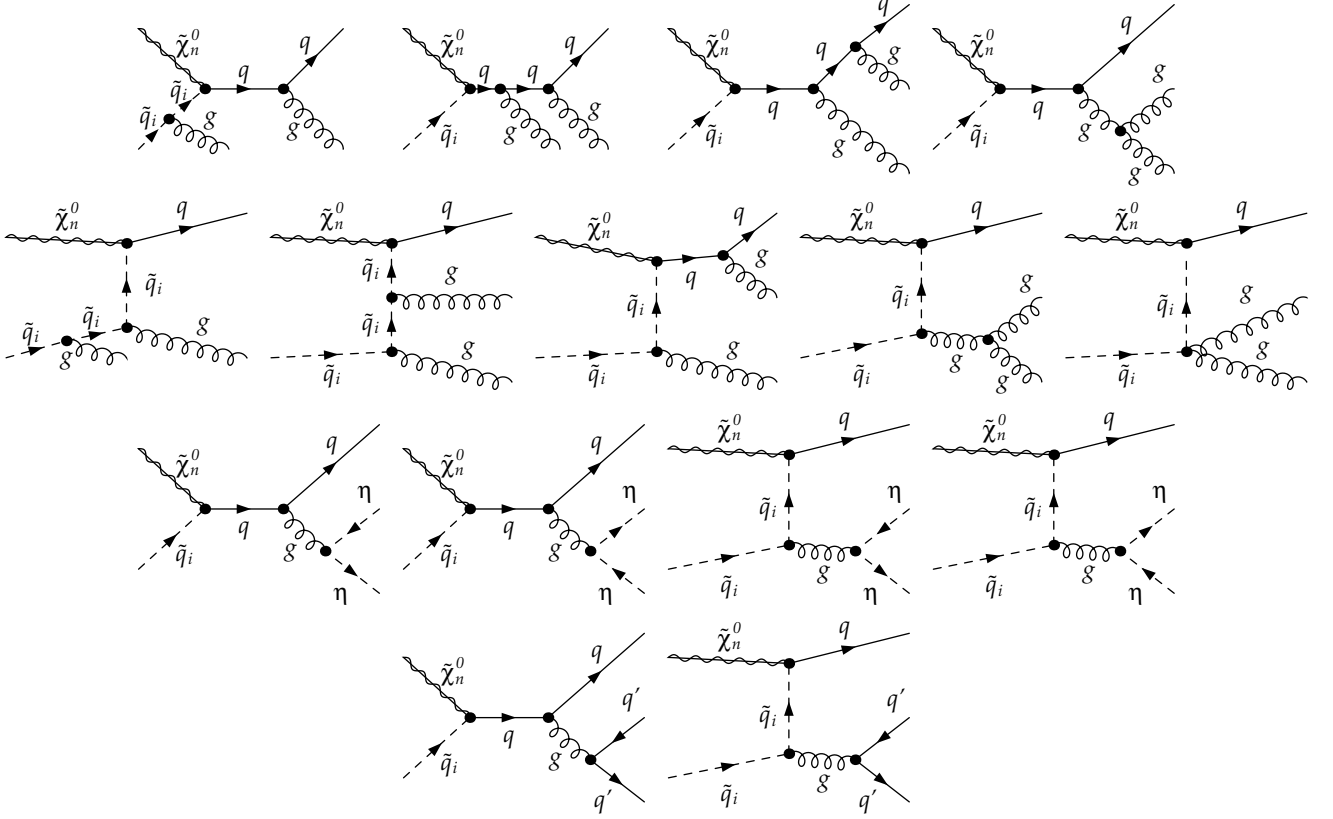 χ̃⁰ₙ q q q̃ᵢ q̃ᵢ g g
χ̃⁰ₙ q q q q̃ᵢ g g
χ̃⁰ₙ q q g q q̃ᵢ g
χ̃⁰ₙ q g q g q̃ᵢ g
χ̃⁰ₙ q q̃ᵢ q̃ᵢ q̃ᵢ g g
χ̃⁰ₙ q q̃ᵢ g q̃ᵢ g q̃ᵢ
χ̃⁰ₙ q q g q̃ᵢ g q̃ᵢ
χ̃⁰ₙ q g q̃ᵢ g q̃ᵢ g
χ̃⁰ₙ q g q̃ᵢ g q̃ᵢ
χ̃⁰ₙ q η q q̃ᵢ g η
χ̃⁰ₙ q η q q̃ᵢ g η
χ̃⁰ₙ q η q̃ᵢ g q̃ᵢ η
χ̃⁰ₙ q η q̃ᵢ g q̃ᵢ η
χ̃⁰ₙ q q′ q q̃ᵢ g q′
χ̃⁰ₙ q q′ q̃ᵢ g q̃ᵢ q′